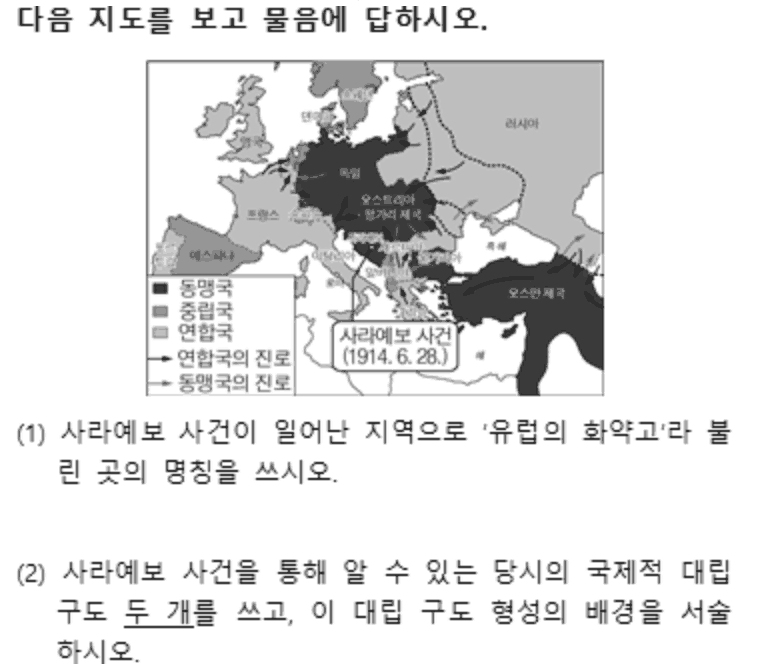 다음 지도를 보고 물음에 답하시오.
러시아
영국
독일
오스트리아
- 헝가리 제국
프랑스
에스파냐
이탈리아
흑해
오스만 제국
동맹국
중립국
연합국
연합국의 진로
동맹국의 진로
사라예보 사건
(1914. 6. 28.)
해
(1) 사라예보 사건이 일어난 지역으로 '유럽의 화약고'라 불
린 곳의 명칭을 쓰시오.
(2) 사라예보 사건을 통해 알 수 있는 당시의 국제적 대립
구도 두 개를 쓰고, 이 대립 구도 형성의 배경을 서술
하시오.